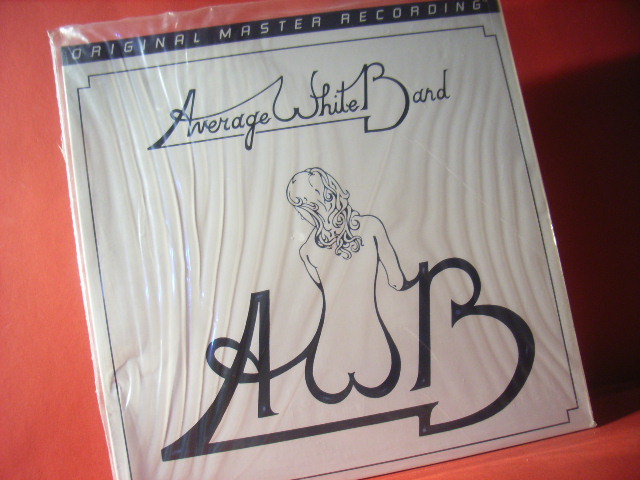 ORIGINAL MASTER RECORDING
Average White Band
AWB